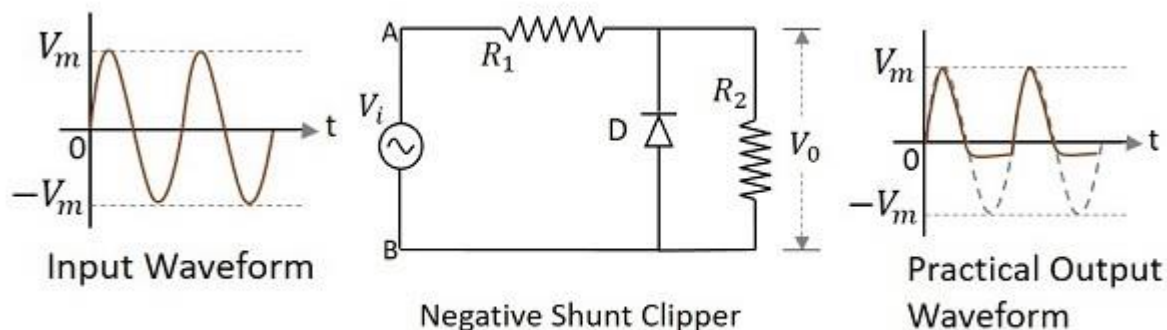 V_m
0
-V_m
t
Input Waveform
A
R_1
V_i
D
R_2
V_0
B
Negative Shunt Clipper
V_m
0
-V_m
t
Practical Output
Waveform